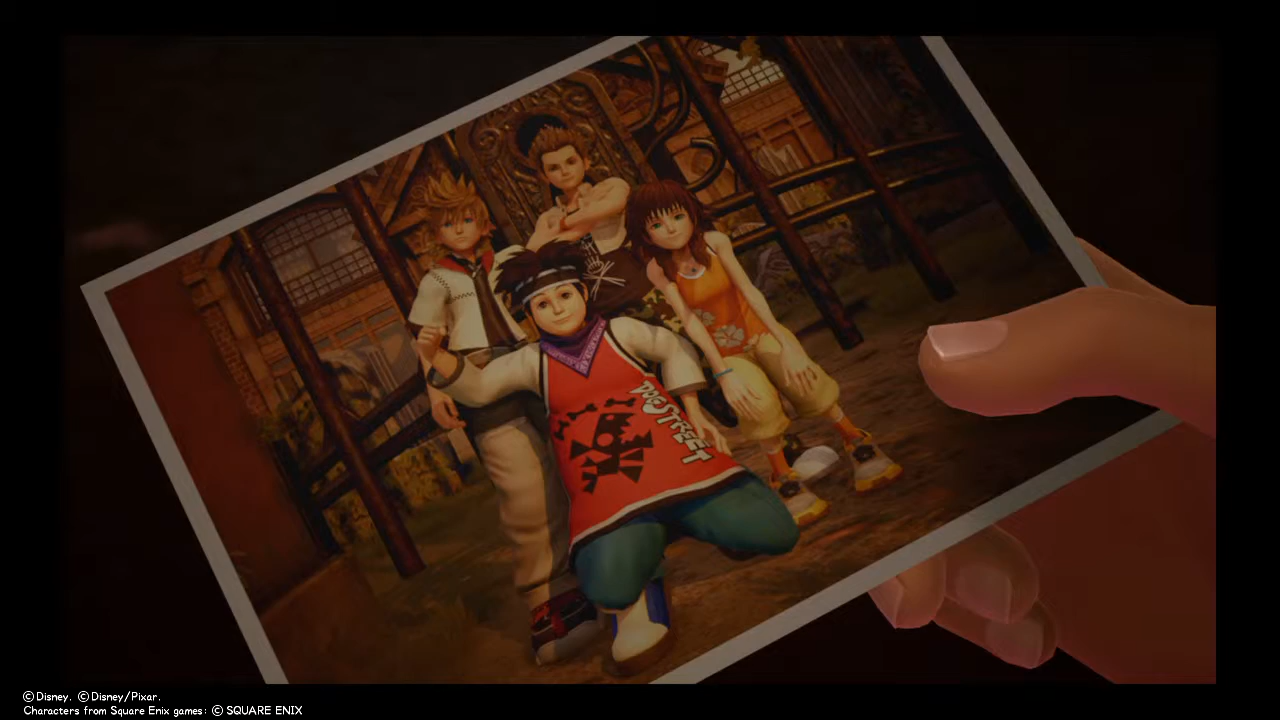 DOG STREET
©Disney. ©Disney/Pixar.
Characters from Square Enix games: © SQUARE ENIX